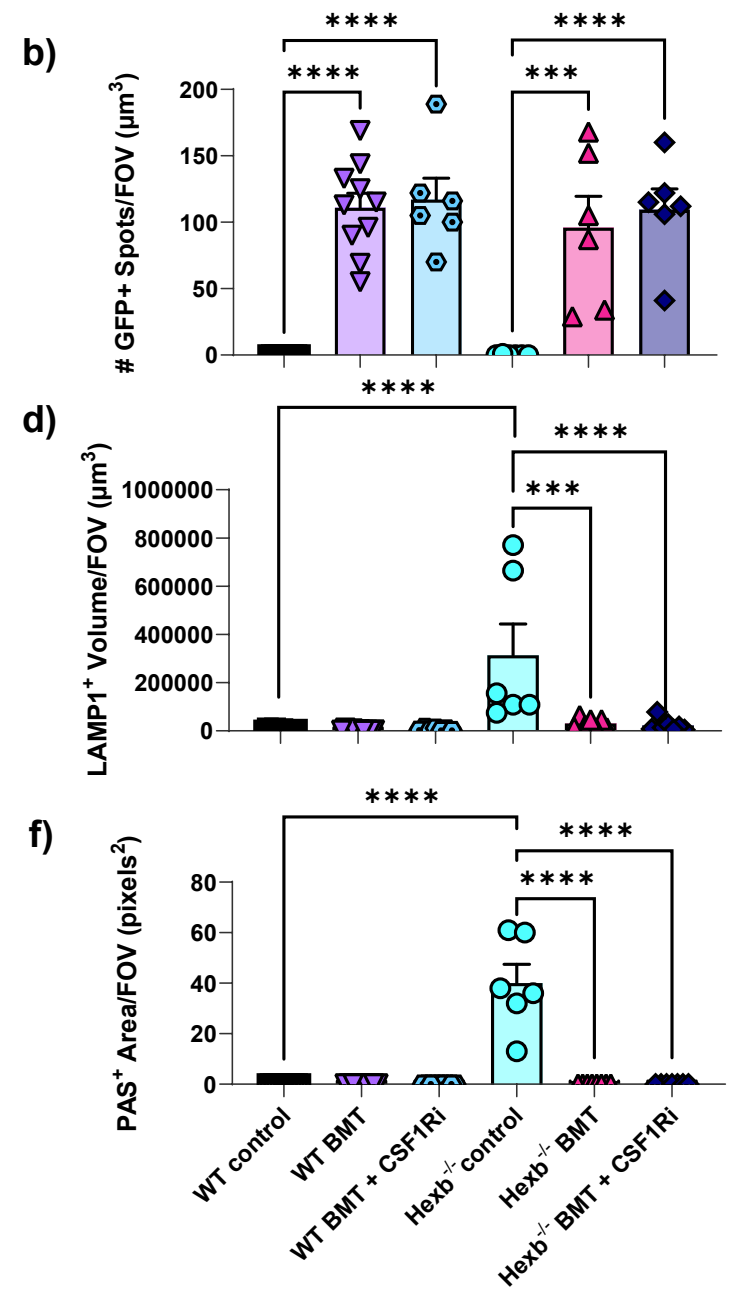 b)
# GFP+ Spots/FOV (µm³)
**** ****
**** ***
200
150
100
50
0
d)
LAMP1⁺ Volume/FOV (µm³)
****
****
***
1000000
800000
600000
400000
200000
0
f)
PAS⁺ Area/FOV (pixels²)
****
****
****
80
60
40
20
0
WT control
WT BMT
WT BMT + CSF1Ri
Hexb⁻/⁻ control
Hexb⁻/⁻ BMT
Hexb⁻/⁻ BMT + CSF1Ri